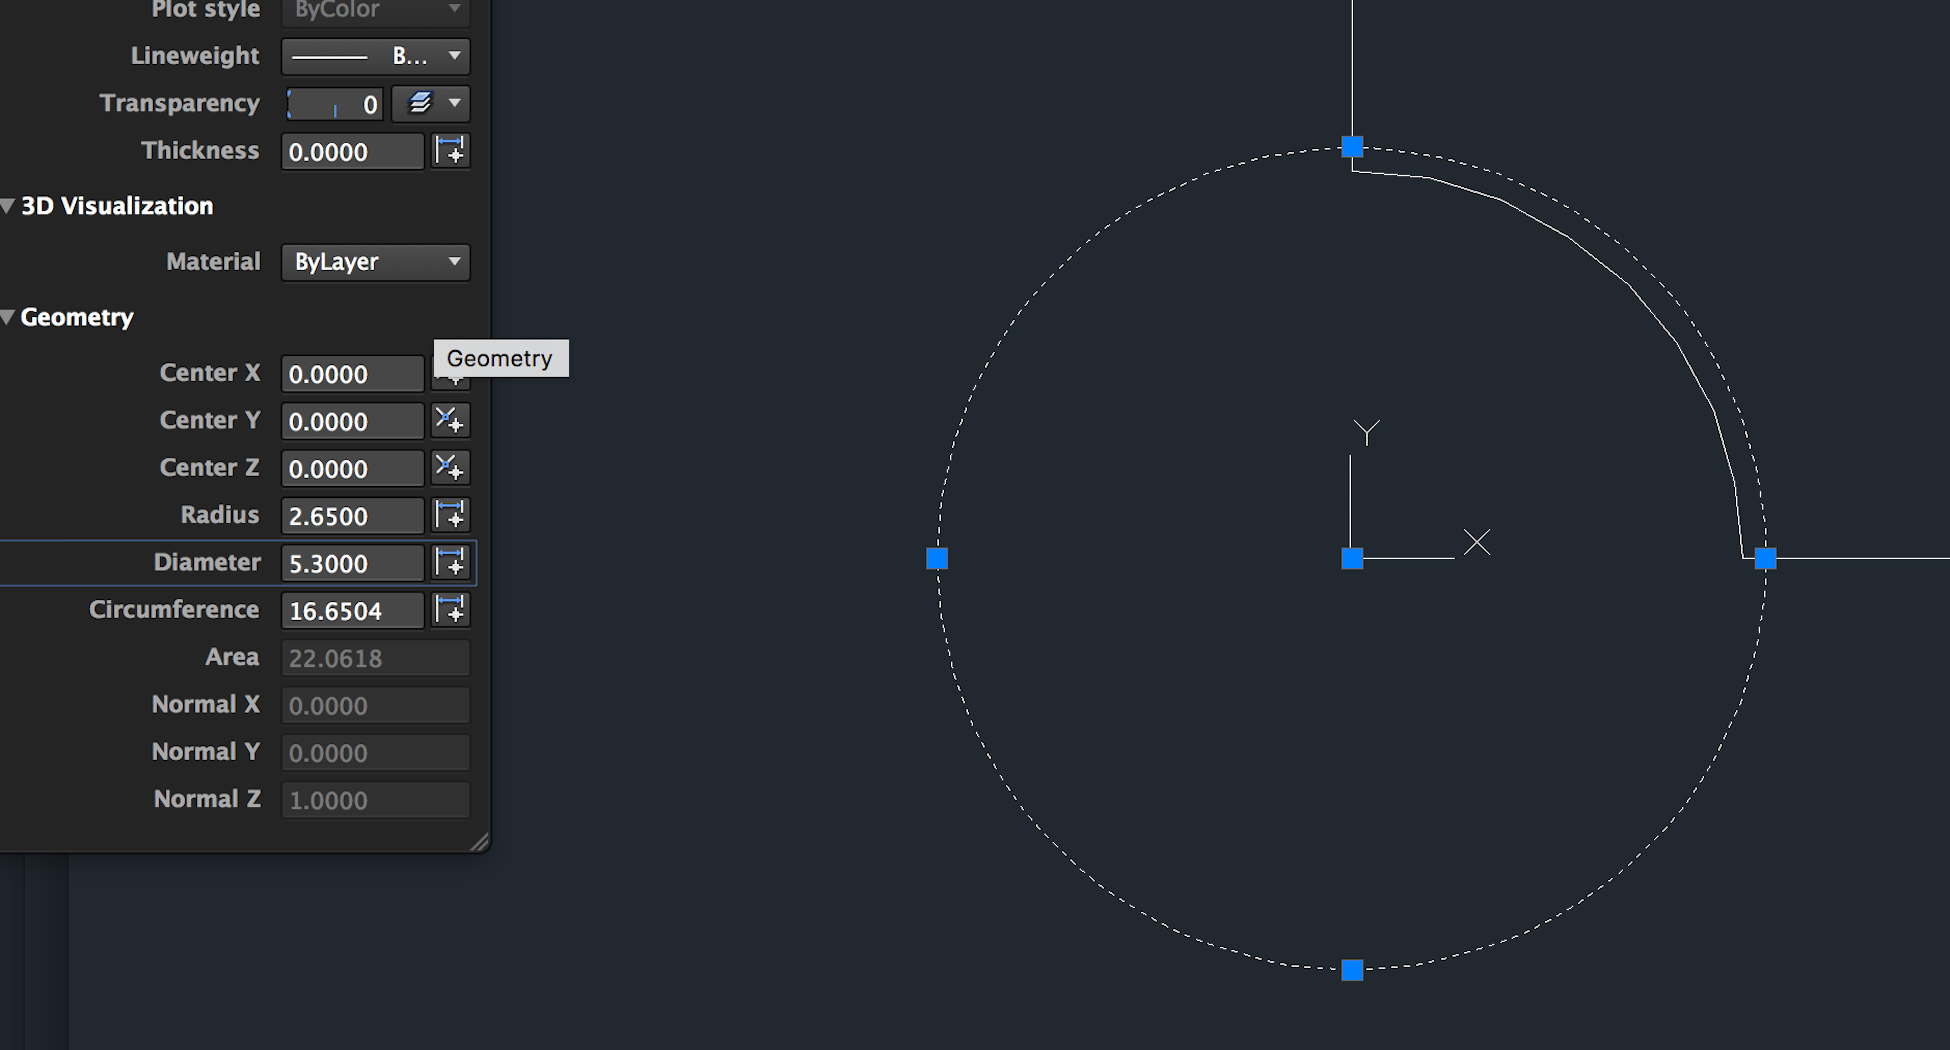 Plot style ByColor
Lineweight B...
Transparency 0
Thickness 0.0000
3D Visualization
Material ByLayer
Geometry
Geometry
Center X 0.0000
Center Y 0.0000
Center Z 0.0000
Radius 2.6500
Diameter 5.3000
Circumference 16.6504
Area 22.0618
Normal X 0.0000
Normal Y 0.0000
Normal Z 1.0000
Y
X